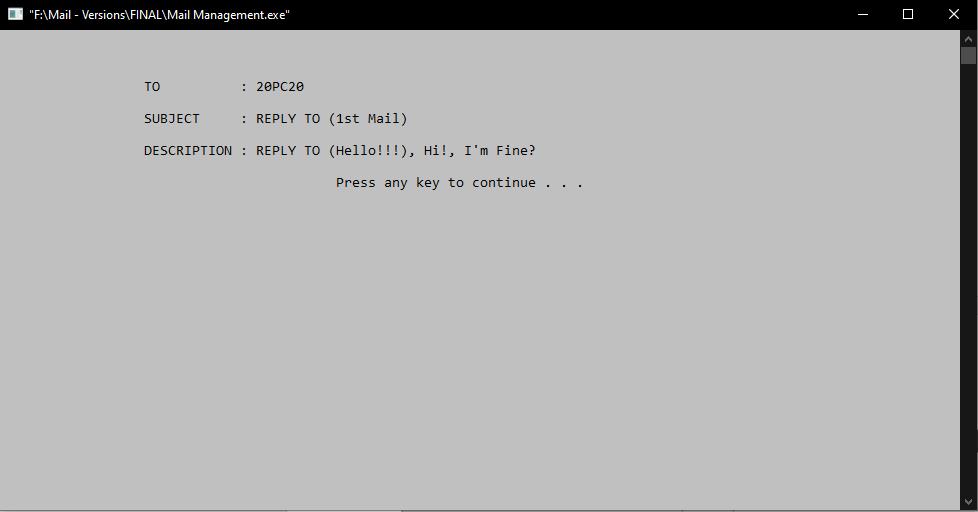 "F:\Mail - Versions\FINAL\Mail Management.exe"
TO : 20PC20
SUBJECT : REPLY TO (1st Mail)
DESCRIPTION : REPLY TO (Hello!!!), Hi!, I'm Fine?
Press any key to continue . . .